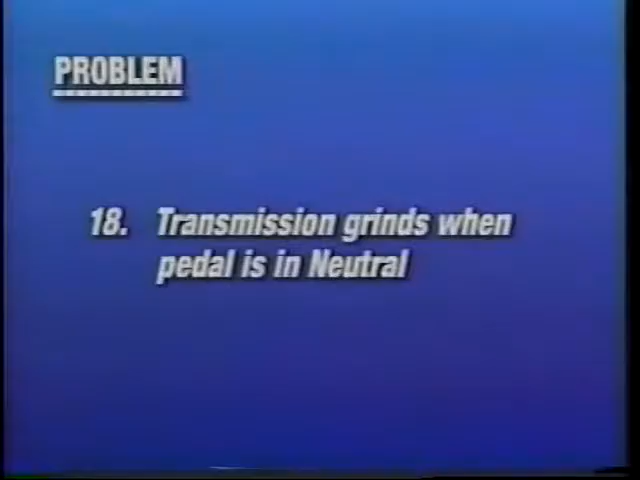 PROBLEM
18. Transmission grinds when
pedal is in Neutral